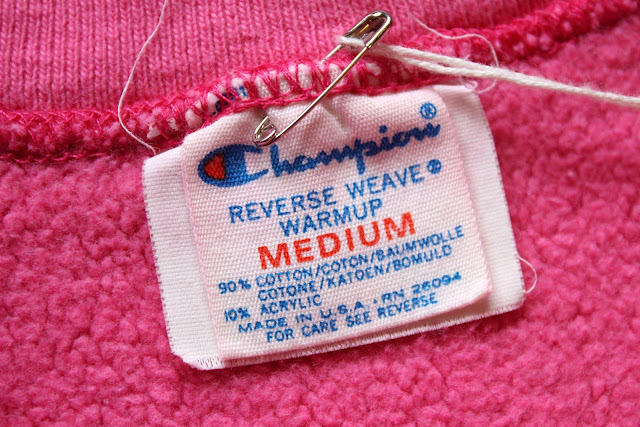 Champion®
REVERSE WEAVE®
WARMUP
MEDIUM
90% COTTON/COTON/BAUMWOLLE
COTONE/KATOEN/BOMULD
10% ACRYLIC
MADE IN U.S.A. RN 26094
FOR CARE SEE REVERSE